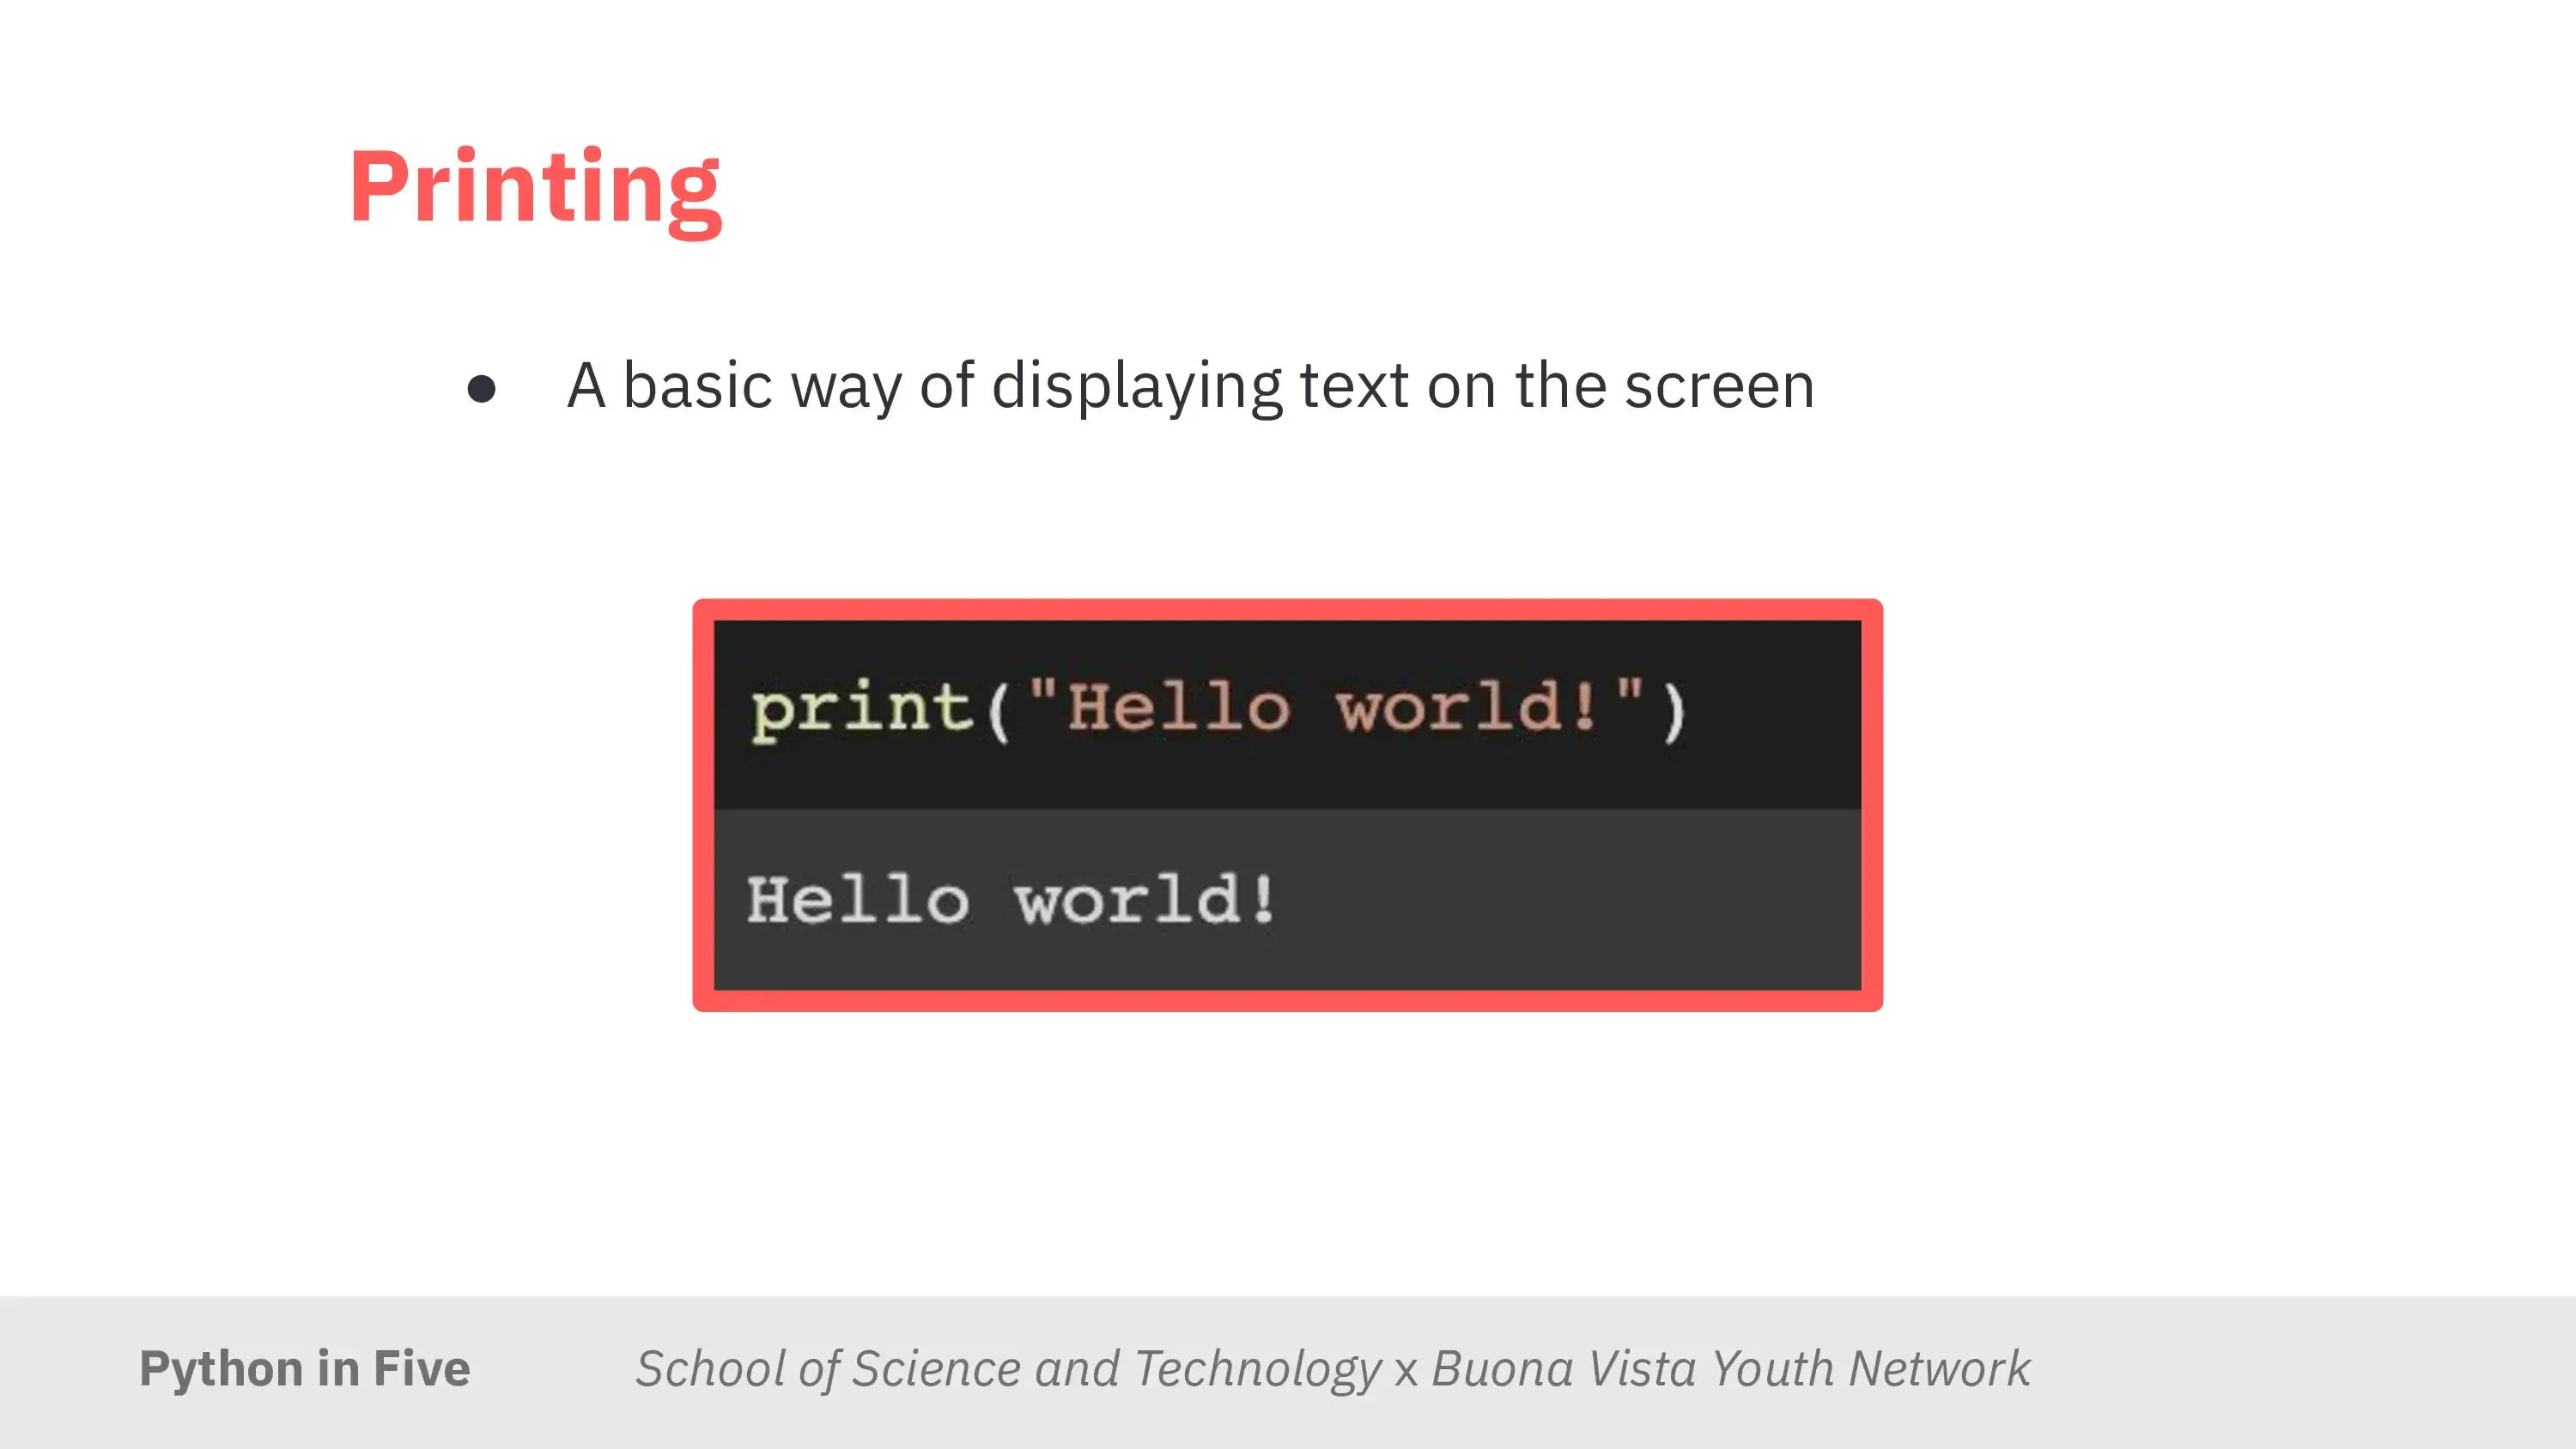 Printing
● A basic way of displaying text on the screen
print("Hello world!")
Hello world!
Python in Five School of Science and Technology x Buona Vista Youth Network